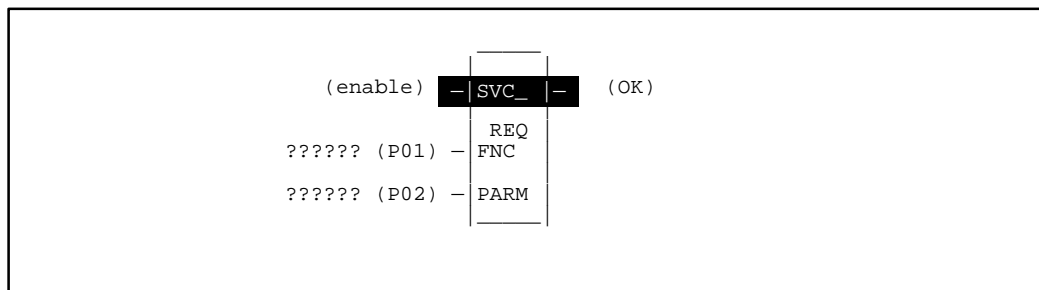 (enable) —|SVC_ |— (OK)
REQ
?????? (P01) —|FNC
?????? (P02) —|PARM